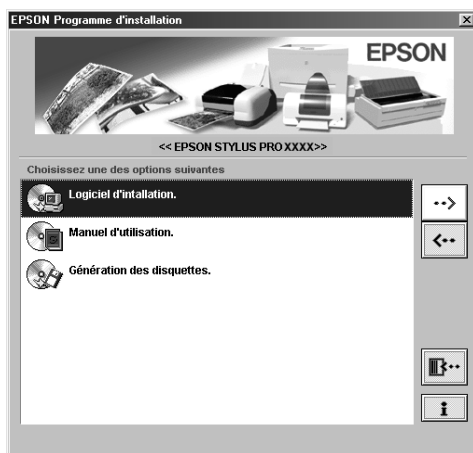 EPSON Programme d'installation
EPSON
<< EPSON STYLUS PRO XXXX>>
Choisissez une des options suivantes
Logiciel d'intallation.
Manuel d'utilisation.
Génération des disquettes.